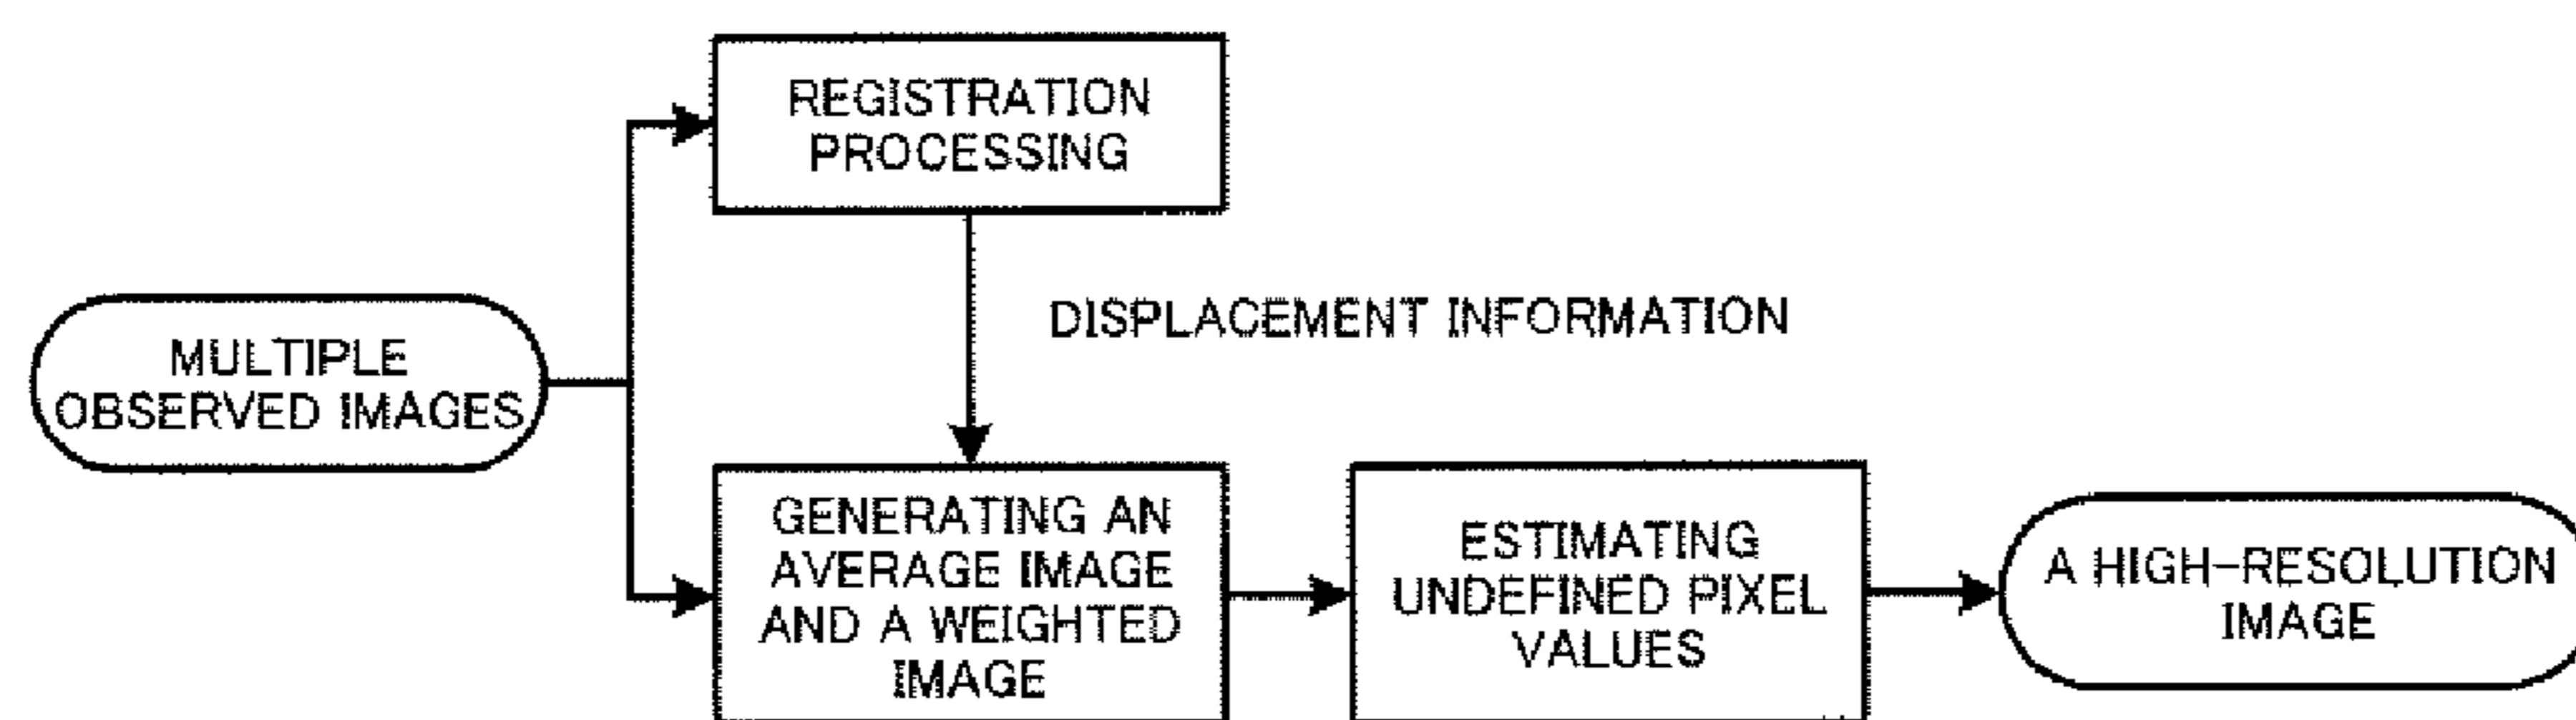 REGISTRATION
PROCESSING
DISPLACEMENT INFORMATION
MULTIPLE
OBSERVED IMAGES
GENERATING AN
AVERAGE IMAGE
AND A WEIGHTED
IMAGE
ESTIMATING
UNDEFINED PIXEL
VALUES
A HIGH-RESOLUTION
IMAGE